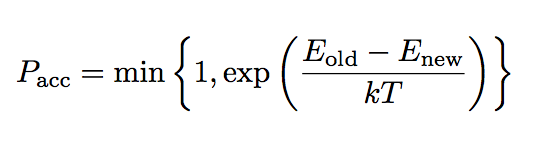 P_acc = min { 1, exp ( (E_old − E_new) / kT ) }